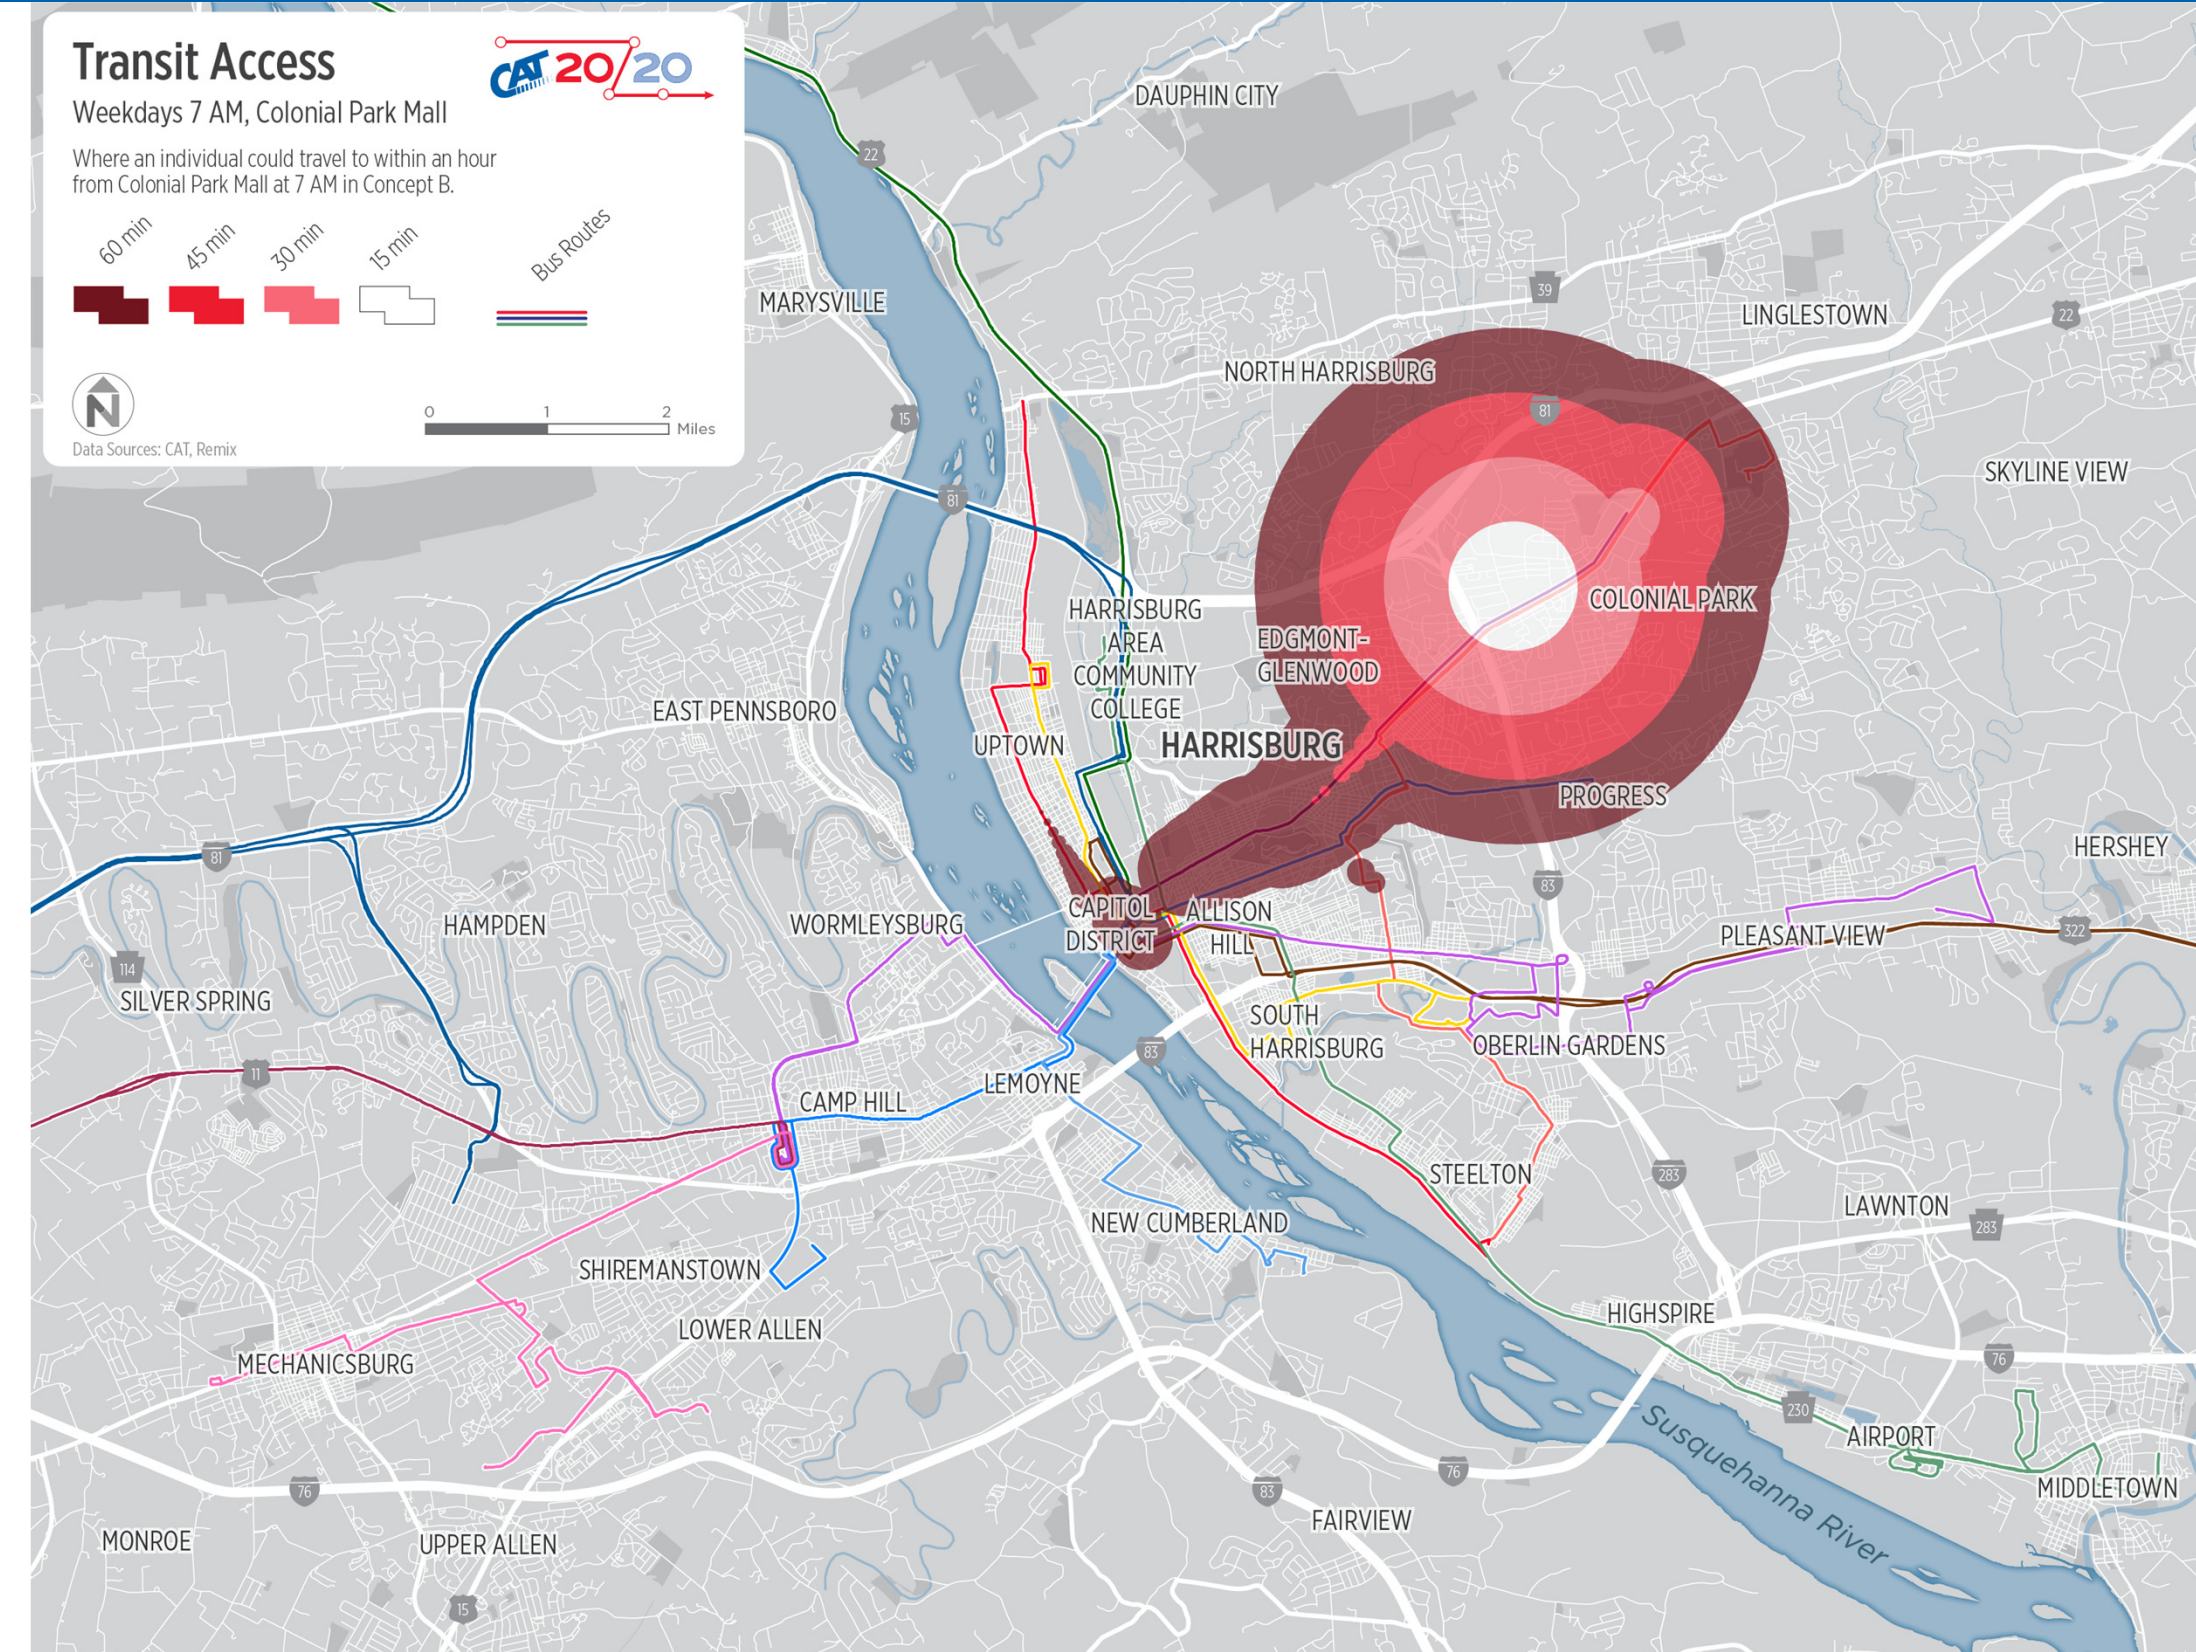 Transit Access
CAT 20/20
Weekdays 7 AM, Colonial Park Mall
Where an individual could travel to within an hour
from Colonial Park Mall at 7 AM in Concept B.
60 min
45 min
30 min
15 min
Bus Routes
N
0 1 2
Miles
Data Sources: CAT, Remix
DAUPHIN CITY
22
MARYSVILLE
39
LINGLESTOWN
22
NORTH HARRISBURG
15
81
SKYLINE VIEW
81
HARRISBURG
AREA
COMMUNITY
COLLEGE
COLONIAL PARK
EDGMONT-
GLENWOOD
EAST PENNSBORO
UPTOWN
HARRISBURG
PROGRESS
HERSHEY
81
83
HAMPDEN
WORMLEYSBURG
CAPITOL
DISTRICT
ALLISON
HILL
PLEASANT VIEW
322
114
SILVER SPRING
SOUTH
HARRISBURG
OBERLIN GARDENS
83
11
LEMOYNE
CAMP HILL
STEELTON
283
LAWNTON
283
NEW CUMBERLAND
SHIREMANSTOWN
HIGHSPIRE
LOWER ALLEN
MECHANICSBURG
76
230
AIRPORT
Susquehanna River
MIDDLETOWN
76
76
83
FAIRVIEW
MONROE
UPPER ALLEN
15